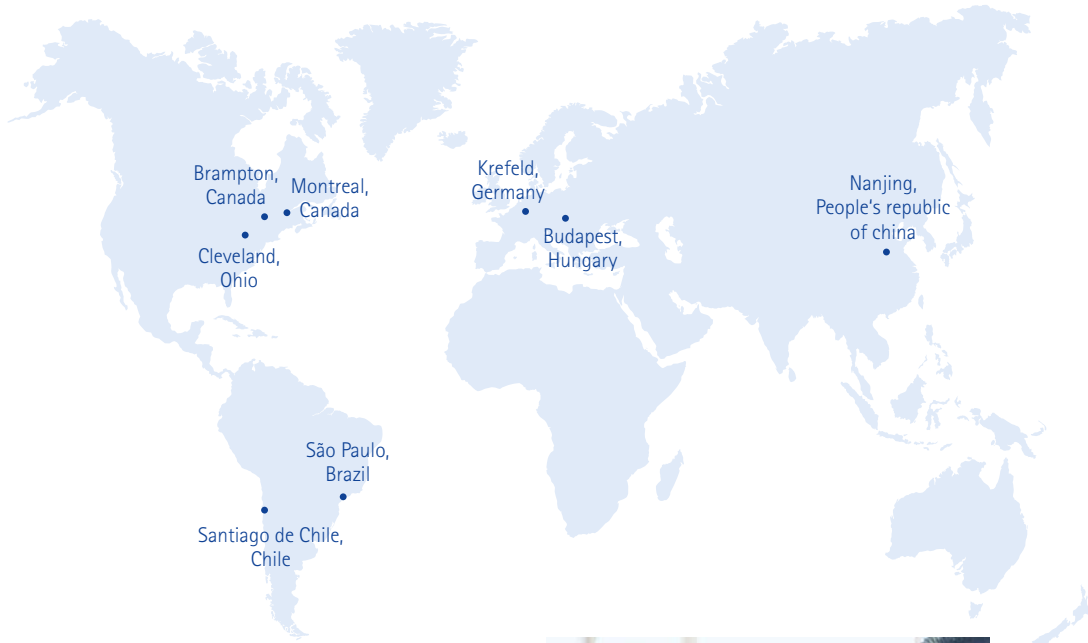 Brampton,
Canada
Montreal,
Canada
Cleveland,
Ohio
Krefeld,
Germany
Budapest,
Hungary
Nanjing,
People's republic
of china
São Paulo,
Brazil
Santiago de Chile,
Chile